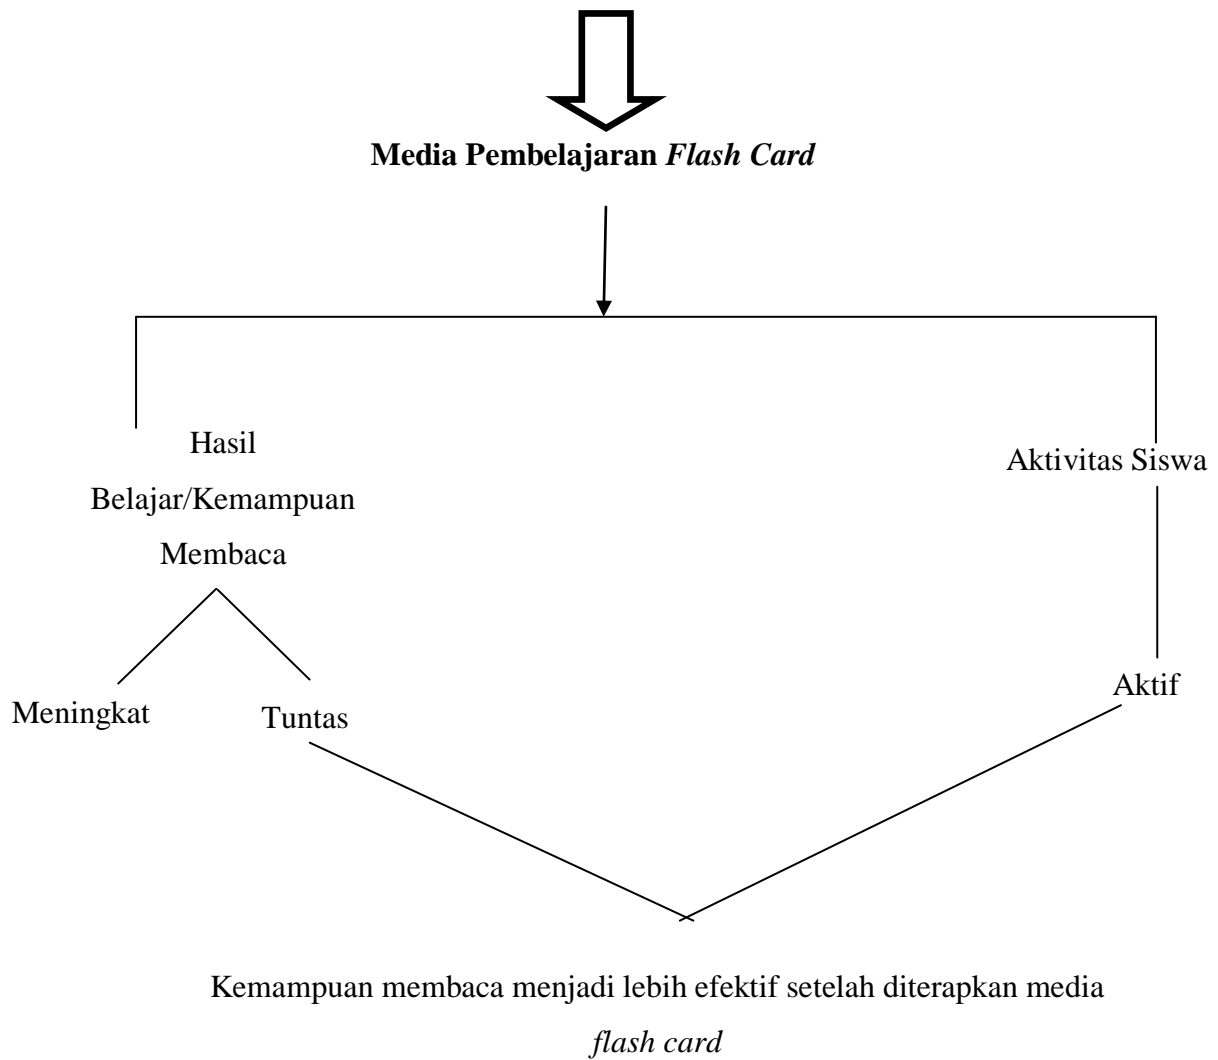 Media Pembelajaran Flash Card
Hasil
Belajar/Kemampuan
Membaca
Aktivitas Siswa
Meningkat
Tuntas
Aktif
Kemampuan membaca menjadi lebih efektif setelah diterapkan media
flash card